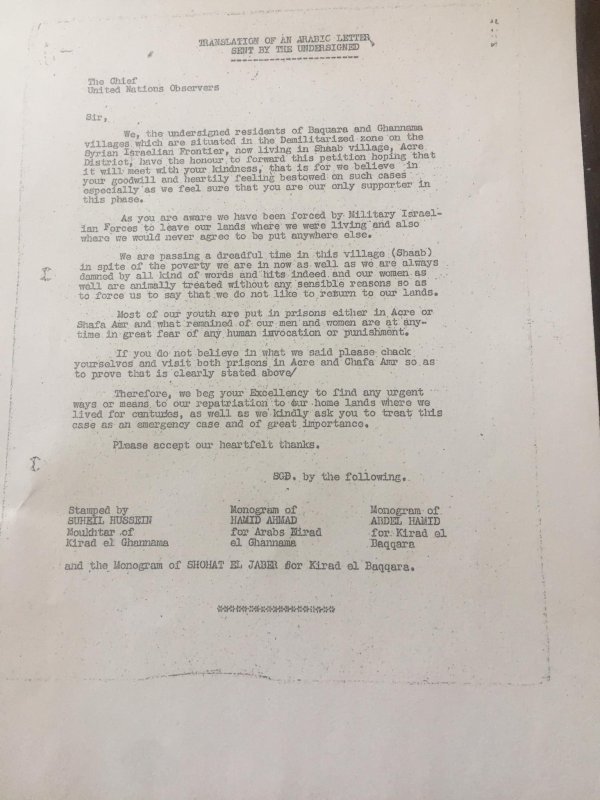 TRANSLATION OF AN ARABIC LETTER
SENT BY THE UNDERSIGNED
The Chief
United Nations Observers
Sir,
We, the undersigned residents of Baquara and Ghannama
villages which are situated in the Demilitarized zone on the
Syrian Israelian Frontier, now living in Shaab village, Acre
District, have the honour to forward this petition hoping that
it will meet with your kindness, that is for we believe in
your goodwill and heartily feeling bestowed on such cases
especially as we feel sure that you are our only supporter in
this phase.
As you are aware we have been forced by Military Israel-
ian Forces to leave our lands where we were living and also
where we would never agree to be put anywhere else.
We are passing a dreadful time in this village (Shaab)
in spite of the poverty we are in now as well as we are always
damned by all kind of words and hits indeed and our women as
well are animally treated without any sensible reasons so as
to force us to say that we do not like to return to our lands.
Most of our youth are put in prisons either in Acre or
Shafa Amr and what remained of our men and women are at any-
time in great fear of any human invocation or punishment.
If you do not believe in what we said please chack
yourselves and visit both prisons in Acre and Chafa Amr so as
to prove that is clearly stated above/
Therefore, we beg your Excellency to find any urgent
ways or means to our repatriation to our home lands where we
lived for centuries, as well as we kindly ask you to treat this
case as an emergency case and of great importance.
Please accept our heartfelt thanks.
SGD. by the following.
Stamped by Monogram of Monogram of
SUHEIL HUSSEIN HAMID AHMAD ABDEL HAMID
Moukhtar of for Arabs Kirad for Kirad el
Kirad el Ghannama el Ghannama Baqqara
and the Monogram of SHOHAT EL JABER for Kirad el Baqqara.